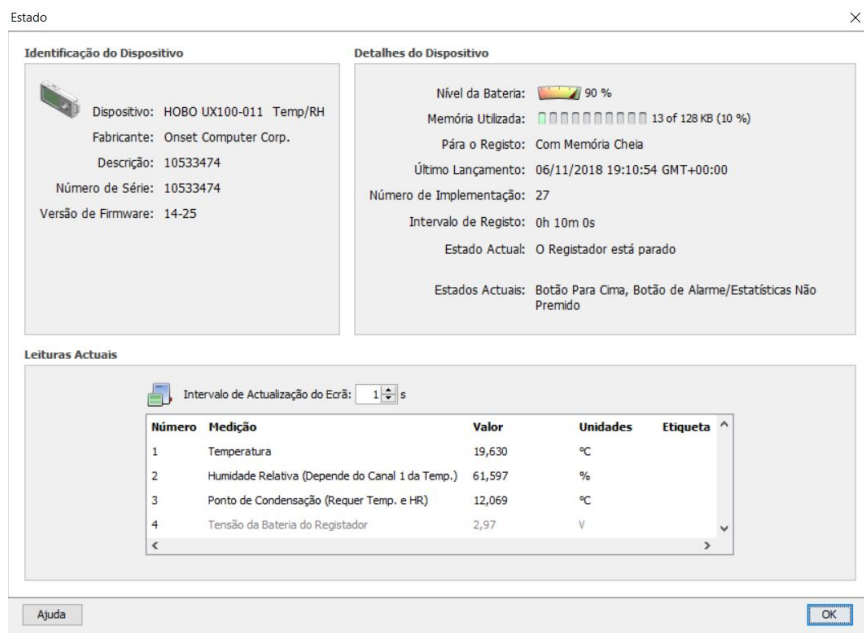 Estado
Identificação do Dispositivo
Dispositivo: HOBO UX100-011 Temp/RH
Fabricante: Onset Computer Corp.
Descrição: 10533474
Número de Série: 10533474
Versão de Firmware: 14-25
Detalhes do Dispositivo
Nível da Bateria: 90 %
Memória Utilizada: 13 of 128 KB (10 %)
Pára o Registo: Com Memória Cheia
Último Lançamento: 06/11/2018 19:10:54 GMT+00:00
Número de Implementação: 27
Intervalo de Registo: 0h 10m 0s
Estado Actual: O Registador está parado
Estados Actuais: Botão Para Cima, Botão de Alarme/Estatísticas Não
Premido
Leituras Actuais
Intervalo de Actualização do Ecrã: 1 s
Número Medição Valor Unidades Etiqueta
1 Temperatura 19,630 ºC
2 Humidade Relativa (Depende do Canal 1 da Temp.) 61,597 %
3 Ponto de Condensação (Requer Temp. e HR) 12,069 ºC
4 Tensão da Bateria do Registador 2,97 V
Ajuda
OK